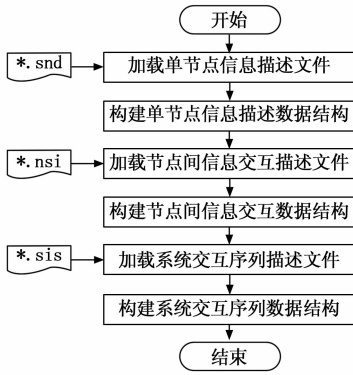 开始
*.snd
加载单节点信息描述文件
构建单节点信息描述数据结构
*.nsi
加载节点间信息交互描述文件
构建节点间信息交互数据结构
*.sis
加载系统交互序列描述文件
构建系统交互序列数据结构
结束